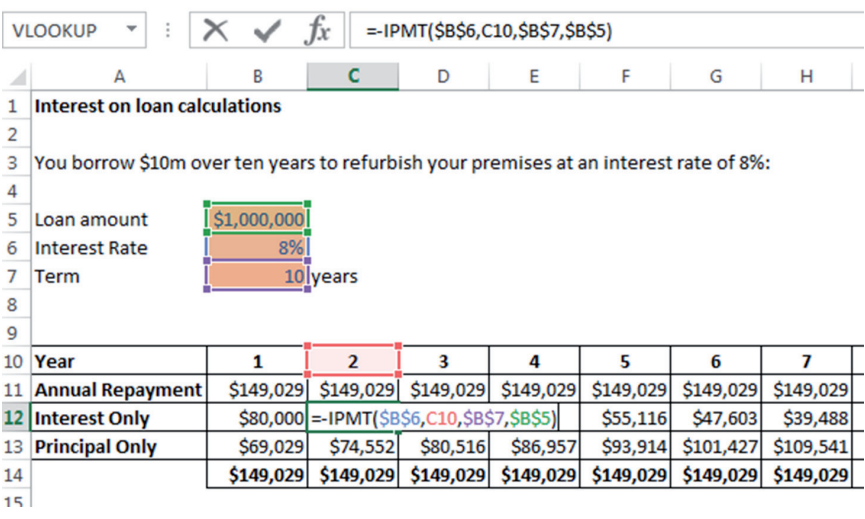 VLOOKUP fx =-IPMT($B$6,C10,$B$7,$B$5)
A B C D E F G H
1 Interest on loan calculations
2
3 You borrow $10m over ten years to refurbish your premises at an interest rate of 8%:
4
5 Loan amount $1,000,000
6 Interest Rate 8%
7 Term 10 years
8
9
10 Year 1 2 3 4 5 6 7
11 Annual Repayment $149,029 $149,029 $149,029 $149,029 $149,029 $149,029 $149,029
12 Interest Only $80,000 =-IPMT($B$6,C10,$B$7,$B$5) $55,116 $47,603 $39,488
13 Principal Only $69,029 $74,552 $80,516 $86,957 $93,914 $101,427 $109,541
14 $149,029 $149,029 $149,029 $149,029 $149,029 $149,029 $149,029
15